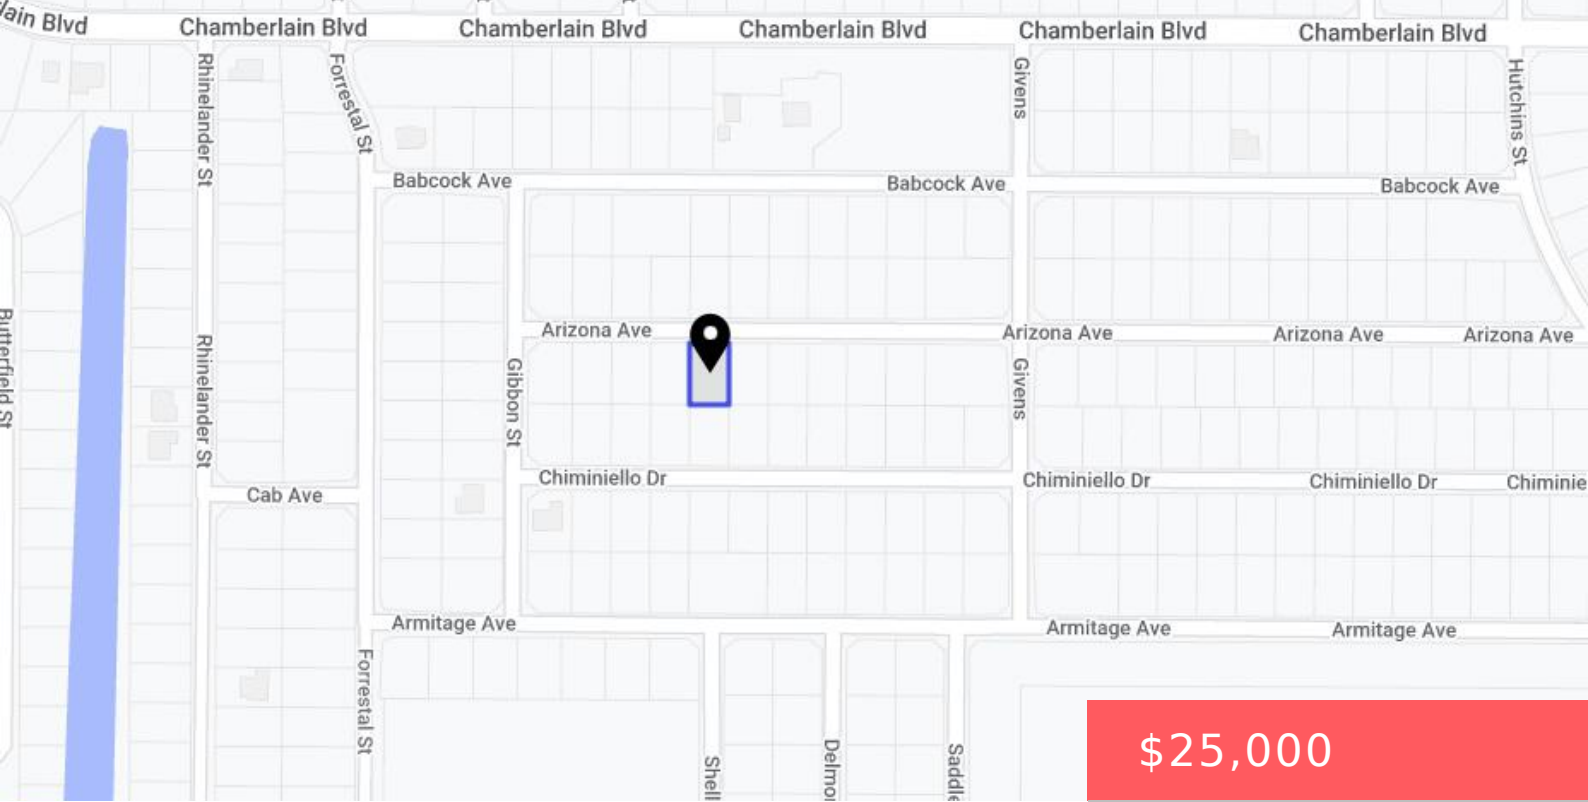 lain Blvd
Chamberlain Blvd
Chamberlain Blvd
Chamberlain Blvd
Chamberlain Blvd
Chamberlain Blvd
Rhinelander St
Forrestal St
Givens
Hutchins St
Babcock Ave
Babcock Ave
Babcock Ave
Butterfield St
Rhinelander St
Arizona Ave
Arizona Ave
Arizona Ave
Arizona Ave
Gibbon St
Givens
Chiminiello Dr
Chiminiello Dr
Chiminiello Dr
Chiminie
Cab Ave
Armitage Ave
Armitage Ave
Armitage Ave
Forrestal St
Shell
Delmo
Saddle
$25,000